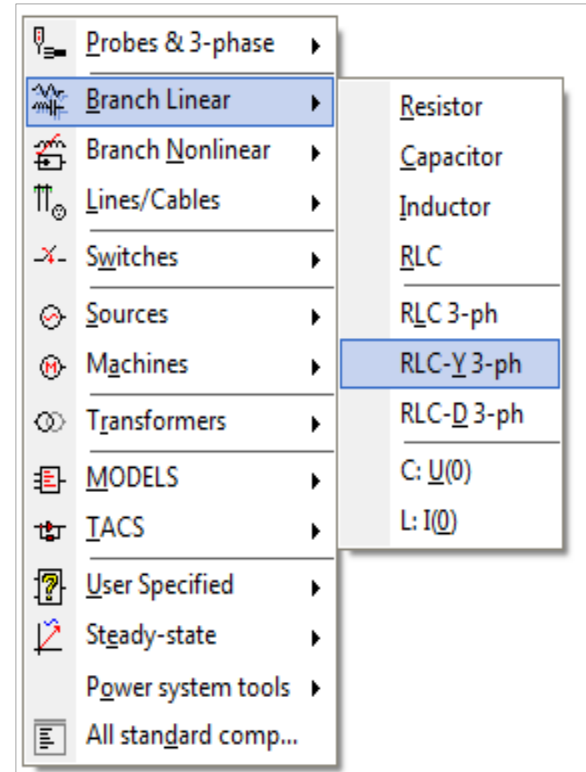 Probes & 3-phase
Branch Linear
Branch Nonlinear
Lines/Cables
Switches
Sources
Machines
Transformers
MODELS
TACS
User Specified
Steady-state
Power system tools
All standard comp...
Resistor
Capacitor
Inductor
RLC
RLC 3-ph
RLC-Y 3-ph
RLC-D 3-ph
C: U(0)
L: I(0)